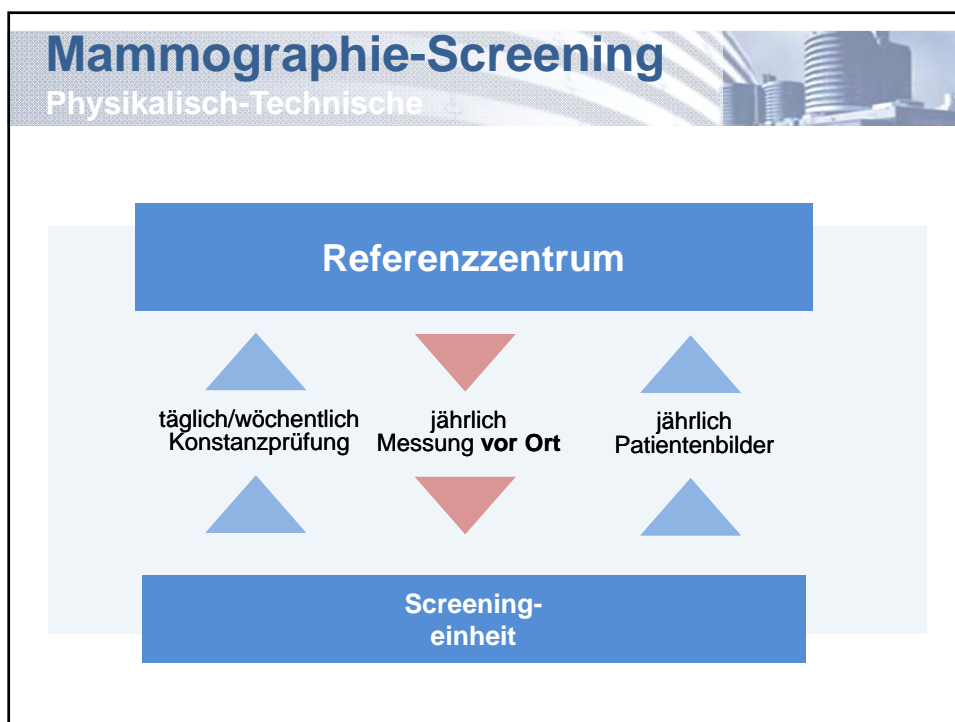 Mammographie-Screening
Physikalisch-Technische
Referenzzentrum
täglich/wöchentlich
Konstanzprüfung
jährlich
Messung vor Ort
jährlich
Patientenbilder
Screening-
einheit